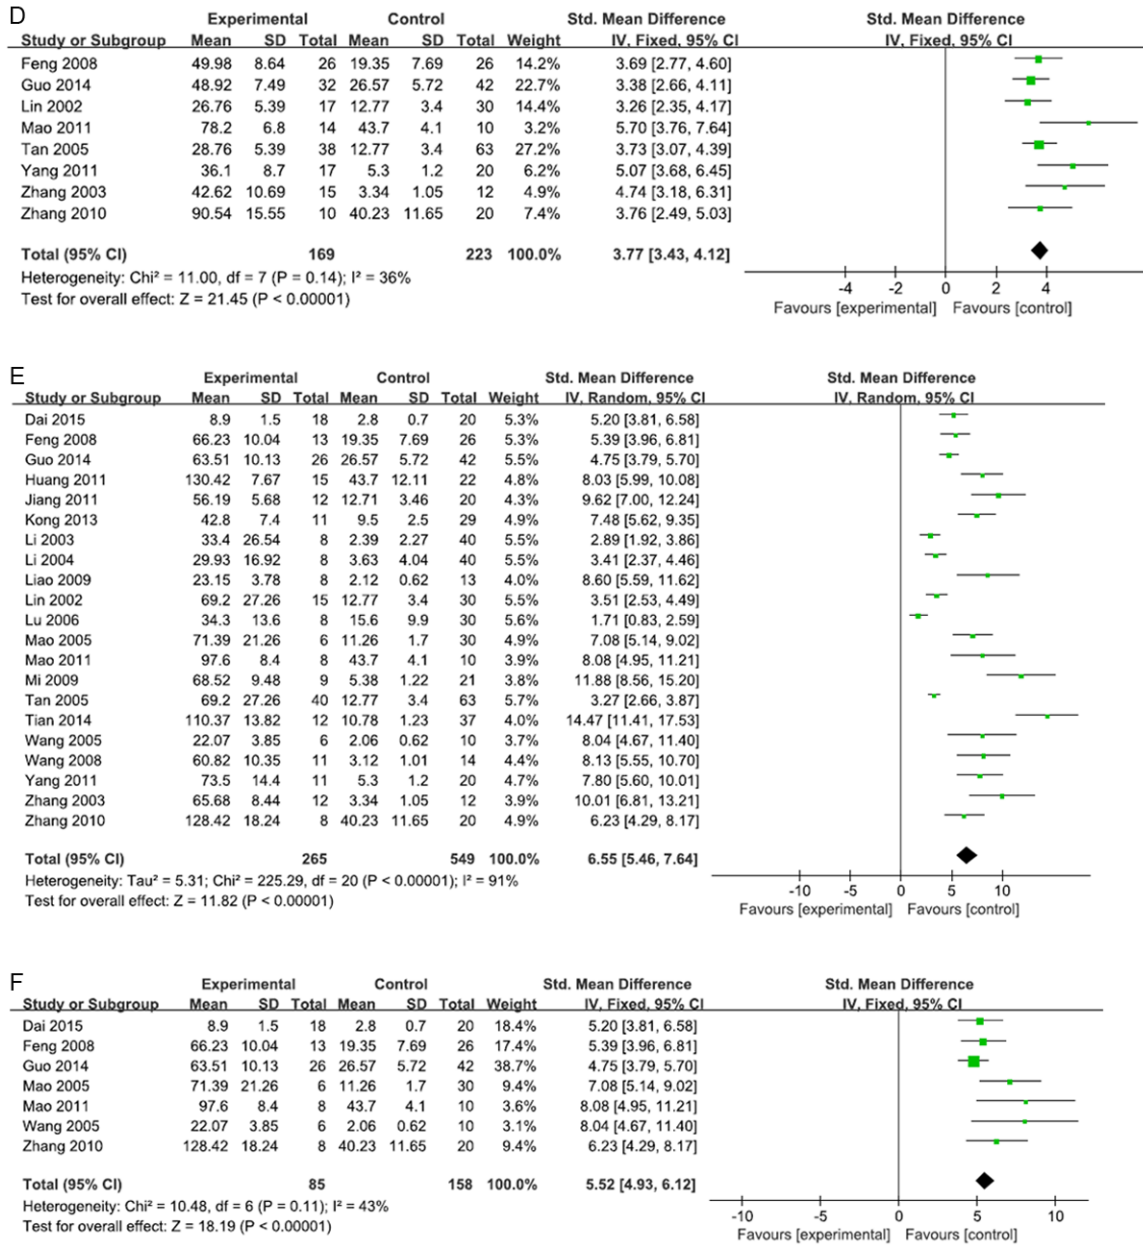 D
Experimental Control Std. Mean Difference Std. Mean Difference
Study or Subgroup Mean SD Total Mean SD Total Weight IV, Fixed, 95% CI IV, Fixed, 95% CI
Feng 2008 49.98 8.64 26 19.35 7.69 26 14.2% 3.69 [2.77, 4.60]
Guo 2014 48.92 7.49 32 26.57 5.72 42 22.7% 3.38 [2.66, 4.11]
Lin 2002 26.76 5.39 17 12.77 3.4 30 14.4% 3.26 [2.35, 4.17]
Mao 2011 78.2 6.8 14 43.7 4.1 10 3.2% 5.70 [3.76, 7.64]
Tan 2005 28.76 5.39 38 12.77 3.4 63 27.2% 3.73 [3.07, 4.39]
Yang 2011 36.1 8.7 17 5.3 1.2 20 6.2% 5.07 [3.68, 6.45]
Zhang 2003 42.62 10.69 15 3.34 1.05 12 4.9% 4.74 [3.18, 6.31]
Zhang 2010 90.54 15.55 10 40.23 11.65 20 7.4% 3.76 [2.49, 5.03]
Total (95% CI) 169 223 100.0% 3.77 [3.43, 4.12]
Heterogeneity: Chi² = 11.00, df = 7 (P = 0.14); I² = 36%
Test for overall effect: Z = 21.45 (P < 0.00001)
-4 -2 0 2 4
Favours [experimental] Favours [control]
E
Experimental Control Std. Mean Difference Std. Mean Difference
Study or Subgroup Mean SD Total Mean SD Total Weight IV, Random, 95% CI IV, Random, 95% CI
Dai 2015 8.9 1.5 18 2.8 0.7 20 5.3% 5.20 [3.81, 6.58]
Feng 2008 66.23 10.04 13 19.35 7.69 26 5.3% 5.39 [3.96, 6.81]
Guo 2014 63.51 10.13 26 26.57 5.72 42 5.5% 4.75 [3.79, 5.70]
Huang 2011 130.42 7.67 15 43.7 12.11 22 4.8% 8.03 [5.99, 10.08]
Jiang 2011 56.19 5.68 12 12.71 3.46 20 4.3% 9.62 [7.00, 12.24]
Kong 2013 42.8 7.4 11 9.5 2.5 29 4.9% 7.48 [5.62, 9.35]
Li 2003 33.4 26.54 8 2.39 2.27 40 5.5% 2.89 [1.92, 3.86]
Li 2004 29.93 16.92 8 3.63 4.04 40 5.5% 3.41 [2.37, 4.46]
Liao 2009 23.15 3.78 8 2.12 0.62 13 4.0% 8.60 [5.59, 11.62]
Lin 2002 69.2 27.26 15 12.77 3.4 30 5.5% 3.51 [2.53, 4.49]
Lu 2006 34.3 13.6 8 15.6 9.9 30 5.6% 1.71 [0.83, 2.59]
Mao 2005 71.39 21.26 6 11.26 1.7 30 4.9% 7.08 [5.14, 9.02]
Mao 2011 97.6 8.4 8 43.7 4.1 10 3.9% 8.08 [4.95, 11.21]
Mi 2009 68.52 9.48 9 5.38 1.22 21 3.8% 11.88 [8.56, 15.20]
Tan 2005 69.2 27.26 40 12.77 3.4 63 5.7% 3.27 [2.66, 3.87]
Tian 2014 110.37 13.82 12 10.78 1.23 37 4.0% 14.47 [11.41, 17.53]
Wang 2005 22.07 3.85 6 2.06 0.62 10 3.7% 8.04 [4.67, 11.40]
Wang 2008 60.82 10.35 11 3.12 1.01 14 4.4% 8.13 [5.55, 10.70]
Yang 2011 73.5 14.4 11 5.3 1.2 20 4.7% 7.80 [5.60, 10.01]
Zhang 2003 65.68 8.44 12 3.34 1.05 12 3.9% 10.01 [6.81, 13.21]
Zhang 2010 128.42 18.24 8 40.23 11.65 20 4.9% 6.23 [4.29, 8.17]
Total (95% CI) 265 549 100.0% 6.55 [5.46, 7.64]
Heterogeneity: Tau² = 5.31; Chi² = 225.29, df = 20 (P < 0.00001); I² = 91%
Test for overall effect: Z = 11.82 (P < 0.00001)
-10 -5 0 5 10
Favours [experimental] Favours [control]
F
Experimental Control Std. Mean Difference Std. Mean Difference
Study or Subgroup Mean SD Total Mean SD Total Weight IV, Fixed, 95% CI IV, Fixed, 95% CI
Dai 2015 8.9 1.5 18 2.8 0.7 20 18.4% 5.20 [3.81, 6.58]
Feng 2008 66.23 10.04 13 19.35 7.69 26 17.4% 5.39 [3.96, 6.81]
Guo 2014 63.51 10.13 26 26.57 5.72 42 38.7% 4.75 [3.79, 5.70]
Mao 2005 71.39 21.26 6 11.26 1.7 30 9.4% 7.08 [5.14, 9.02]
Mao 2011 97.6 8.4 8 43.7 4.1 10 3.6% 8.08 [4.95, 11.21]
Wang 2005 22.07 3.85 6 2.06 0.62 10 3.1% 8.04 [4.67, 11.40]
Zhang 2010 128.42 18.24 8 40.23 11.65 20 9.4% 6.23 [4.29, 8.17]
Total (95% CI) 85 158 100.0% 5.52 [4.93, 6.12]
Heterogeneity: Chi² = 10.48, df = 6 (P = 0.11); I² = 43%
Test for overall effect: Z = 18.19 (P < 0.00001)
-10 -5 0 5 10
Favours [experimental] Favours [control]